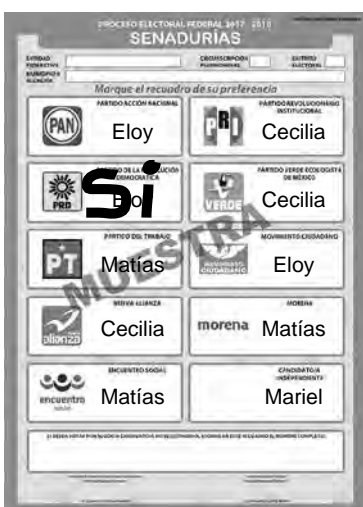 PROCESO ELECTORAL FEDERAL 2017 - 2018
SENADURÍAS
ENTIDAD FEDERATIVA
CIRCUNSCRIPCIÓN PLURINOMINAL
DISTRITO ELECTORAL
MUNICIPIO O ALCALDÍA
Marque el recuadro de su preferencia
PARTIDO ACCIÓN NACIONAL
PAN
Eloy
PARTIDO REVOLUCIONARIO
INSTITUCIONAL
PRD
Cecilia
PARTIDO DE LA REVOLUCIÓN
DEMOCRÁTICA
PRD
Si
PARTIDO VERDE ECOLOGISTA
DE MÉXICO
VERDE
Cecilia
PARTIDO DEL TRABAJO
PT
Matías
MOVIMIENTO CIUDADANO
MOVIMIENTO
CIUDADANO
Eloy
MUESTRA
NUEVA ALIANZA
alianza
Cecilia
MORENA
morena
Matías
ENCUENTRO SOCIAL
encuentro
social
Matías
CANDIDATO/A
INDEPENDIENTE
Mariel